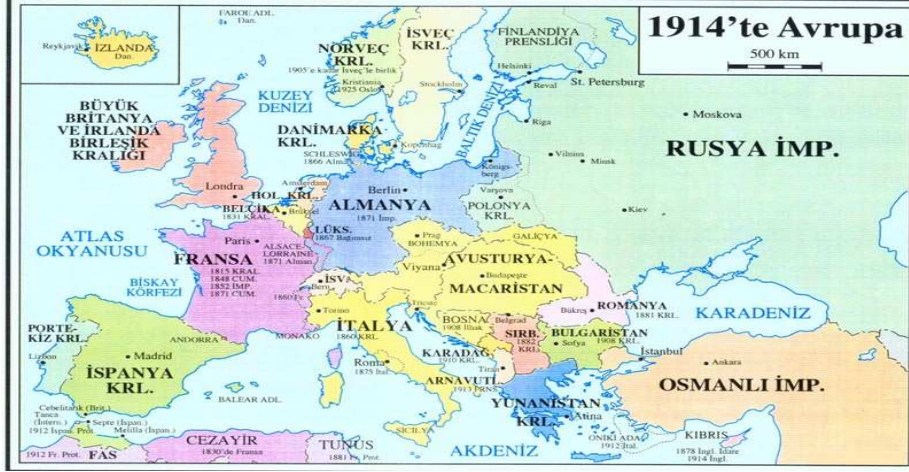 1914'te Avrupa
500 km
FAROE ADL.
Dan.
Reykjavik
İZLANDA
Dan.
NORVEÇ
KRL.
1905'e kadar İsveç'le birlik
Kristiania
1925 Oslo
İSVEÇ
KRL.
Stockholm
FİNLANDİYA
PRENSLİĞİ
Helsinki
Reval
St. Petersburg
Moskova
BÜYÜK
BRİTANYA
VE İRLANDA
BİRLEŞİK
KRALIĞI
KUZEY
DENİZİ
DANİMARKA
KRL.
SCHLESWIG
1866 Alm.
Kopenhag
BALTIK DENİZİ
Riga
Vilnius
Minsk
RUSYA İMP.
Königs-
berg
Londra
Amsterdam
HOL. KRL.
BELÇİKA
1831 KRAL
Brüksel
Berlin
ALMANYA
1871 İmp.
Varşova
POLONYA
KRL.
Kiev
LÜKS.
1867 Bağımsız
Prag
BOHEMYA
GALİÇYA
ATLAS
OKYANUSU
Paris
ALSACE-
LORRAINE
1871 Alman.
FRANSA
1815 KRAL
1848 CUM.
1852 İMP
1871 CUM.
BİSKAY
KÖRFEZİ
Viyana
AVUSTURYA-
MACARİSTAN
Budapeşte
İSV.
Bern
1860 Fr.
Torino
Trieste
İTALYA
1860 KRL.
BOSNA
1908 İlhak
Belgrad
SIRB.
1882
KRL.
Bükreş
ROMANYA
1881 KRL.
KARADENİZ
BULGARİSTAN
1908 KRL.
Sofya
PORTE-
KİZ KRL.
Lizbon
Madrid
İSPANYA
KRL.
ANDORRA
MONAKO
Roma
1875 İtal.
KARADAĞ
1910 KRL.
Tiran
ARNAVUTL.
1913 PRNS.
İstanbul
Ankara
OSMANLI İMP.
BALEAR ADL.
YUNANİSTAN
KRL.
Atina
Cebelitarık (Brit.)
Tanca
(İntern.)
Septe (İspan.)
Melilla (İspan.)
1912 İspan. Prot.
1912 Fr. Prot.
FAS
CEZAYİR
1830'de Fransa
TUNUS
1881 Fr. Prot.
SİCİLYA
AKDENİZ
ONİKİ ADA
1912 İtal.
KIBRIS
1878 İngl. İdare
1914 İngl.